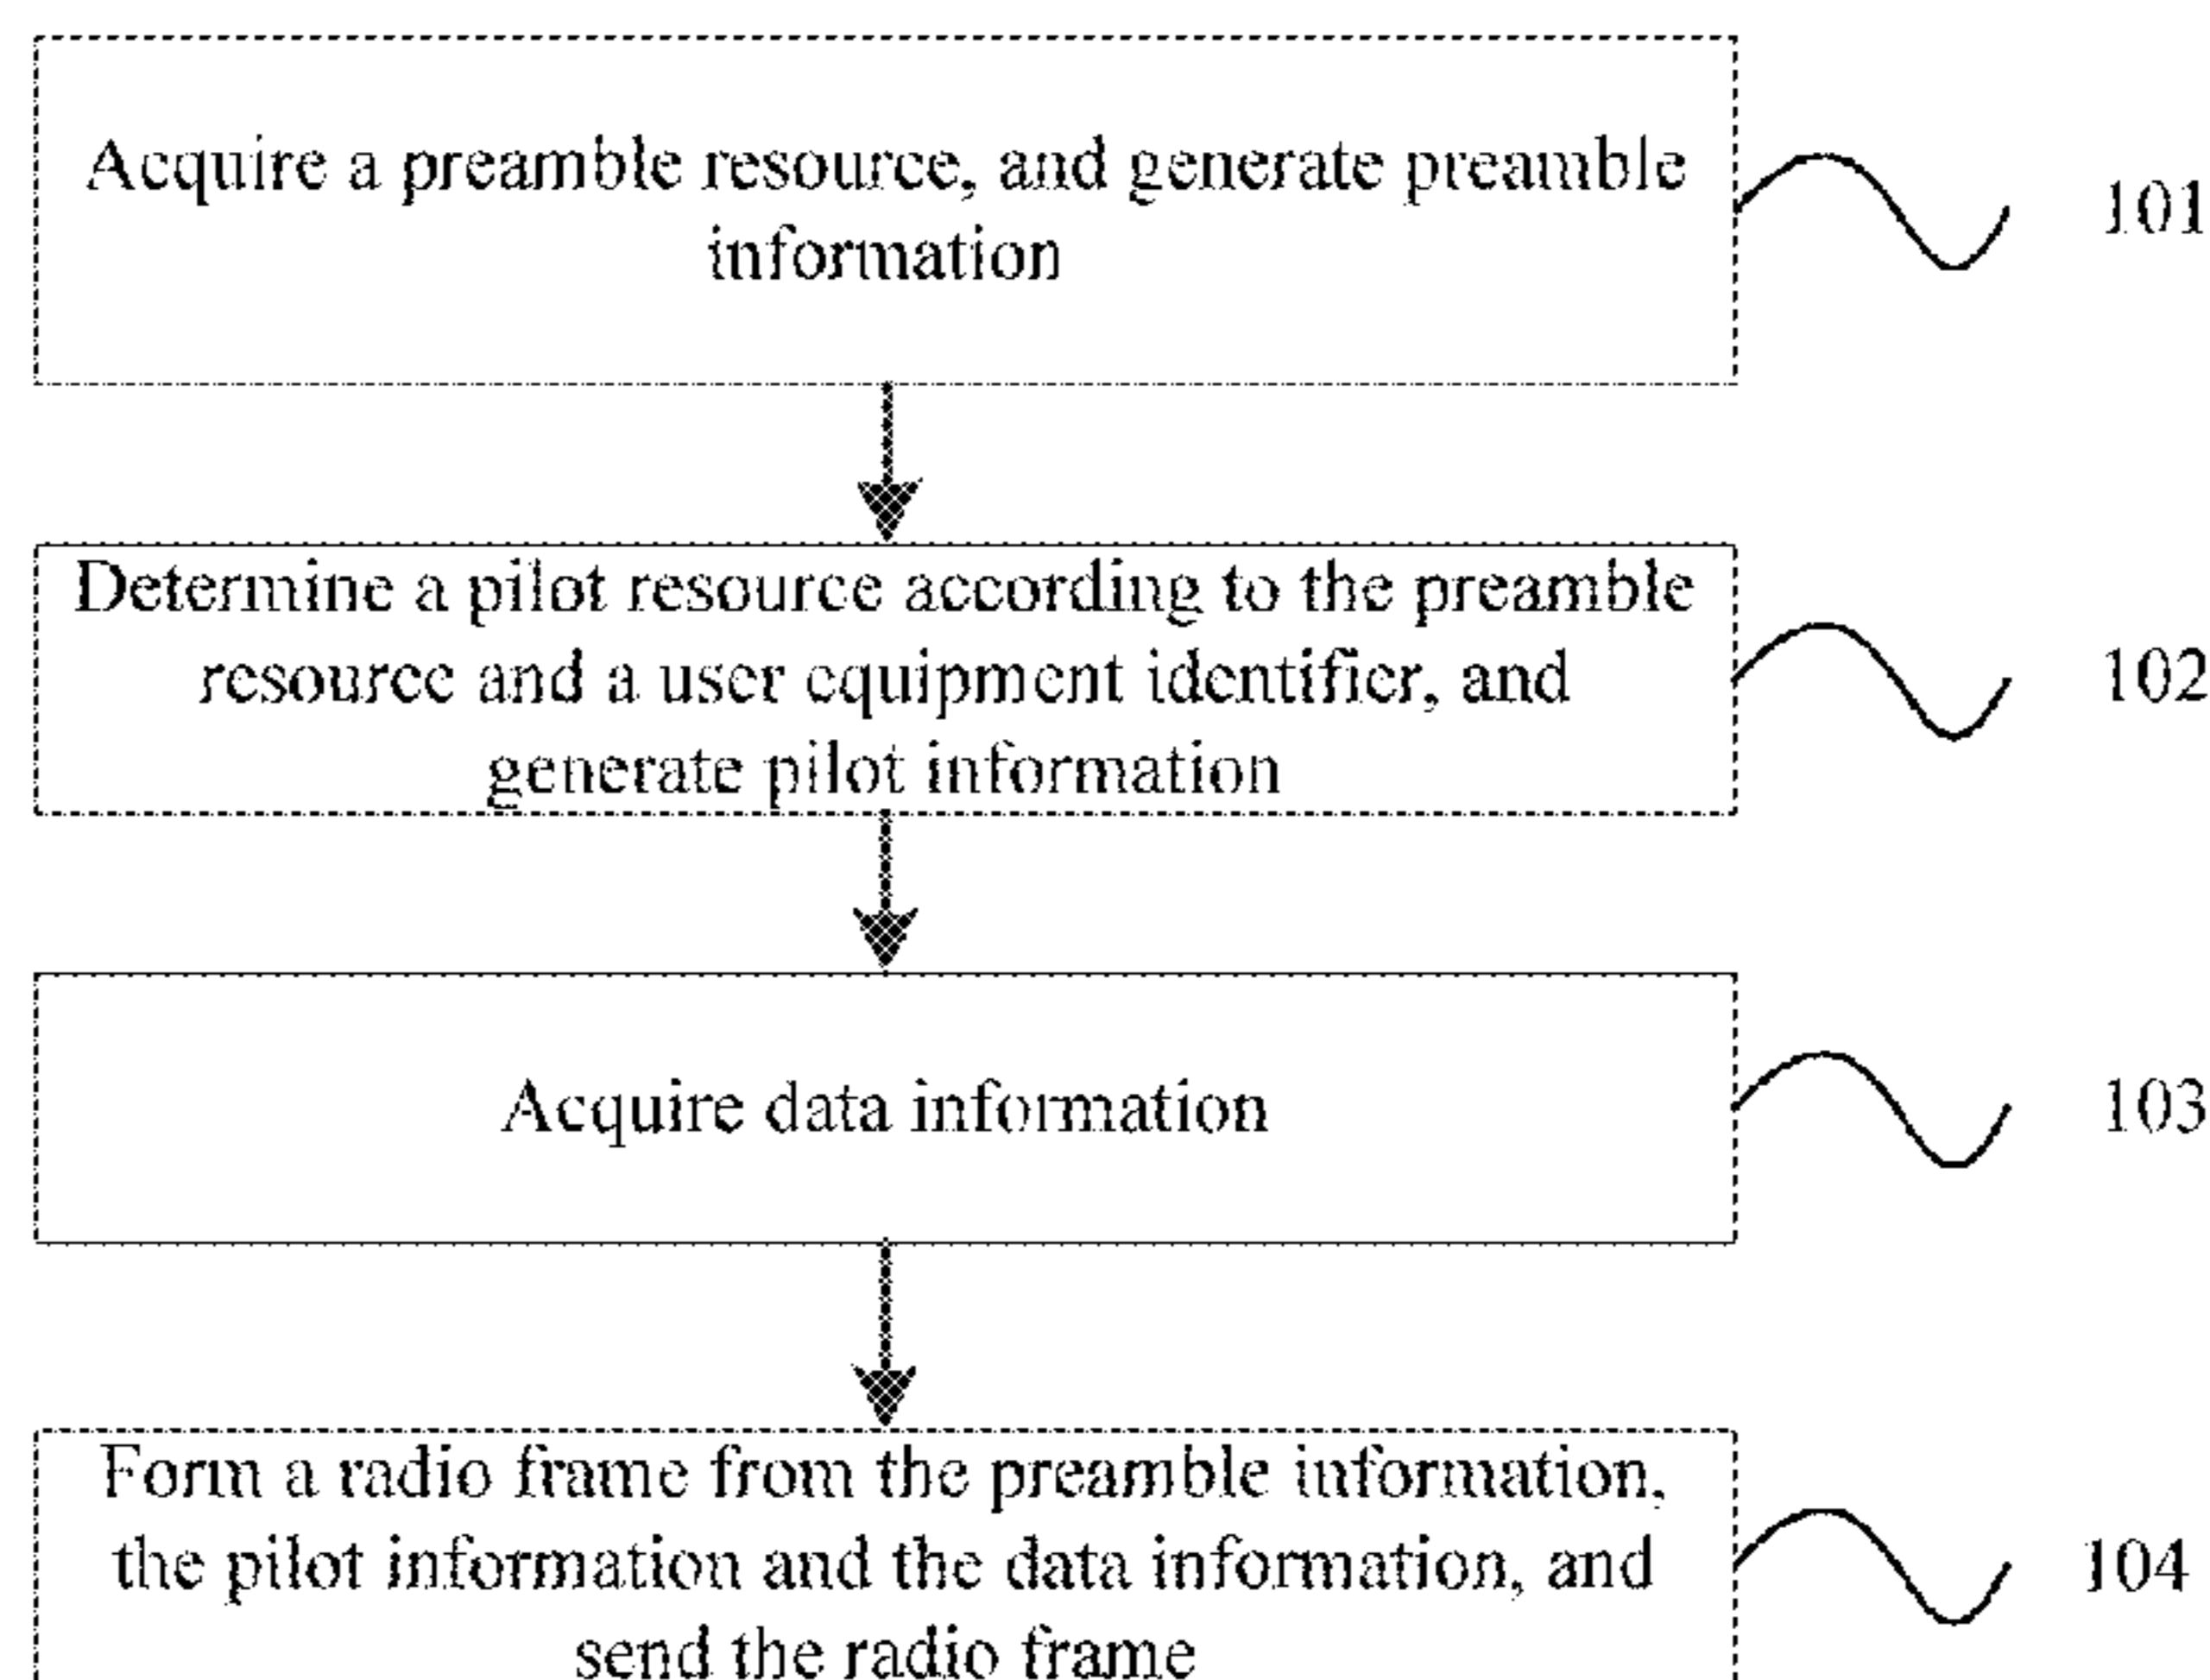 Acquire a preamble resource, and generate preamble
information
101
Determine a pilot resource according to the preamble
resource and a user equipment identifier, and
generate pilot information
102
Acquire data information
103
Form a radio frame from the preamble information,
the pilot information and the data information, and
send the radio frame
104